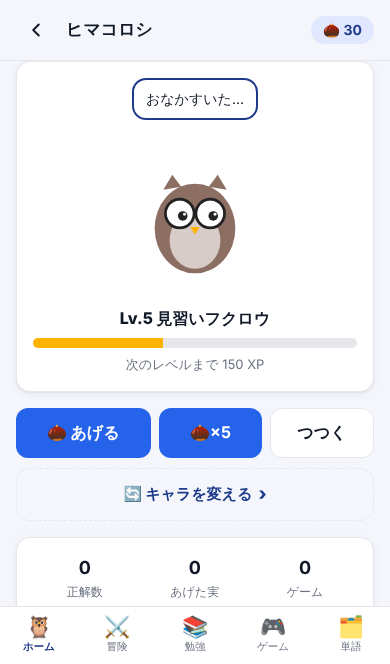 ヒマコロシ
🌰 30
おなかすいた...
Lv.5 見習いフクロウ
次のレベルまで 150 XP
🌰 あげる
🌰×5
つつく
🔄 キャラを変える ›
0 0 0
正解数 あげた実 ゲーム
ホーム 冒険 勉強 ゲーム 単語